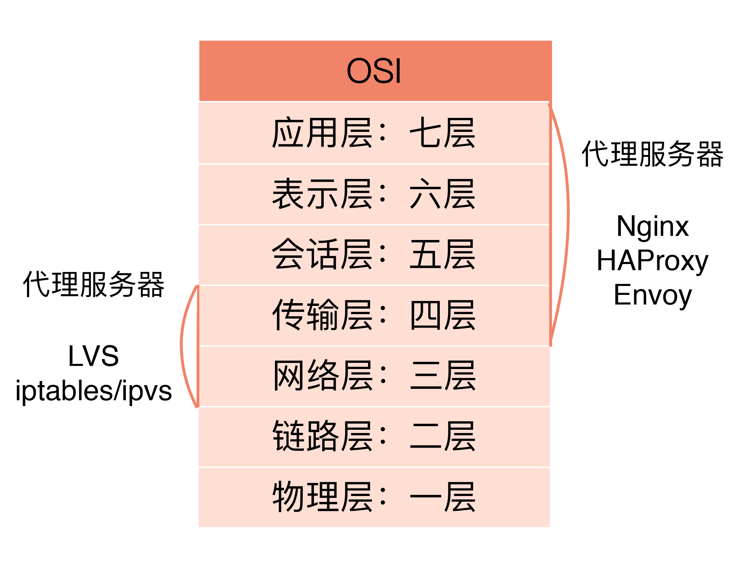 OSI
应用层：七层
表示层：六层
会话层：五层
传输层：四层
网络层：三层
链路层：二层
物理层：一层
代理服务器
Nginx
HAProxy
Envoy
代理服务器
LVS
iptables/ipvs